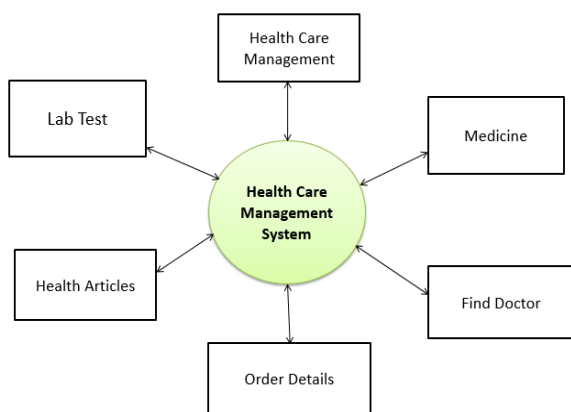 Health Care
Management
Lab Test
Medicine
Health Care
Management
System
Health Articles
Find Doctor
Order Details